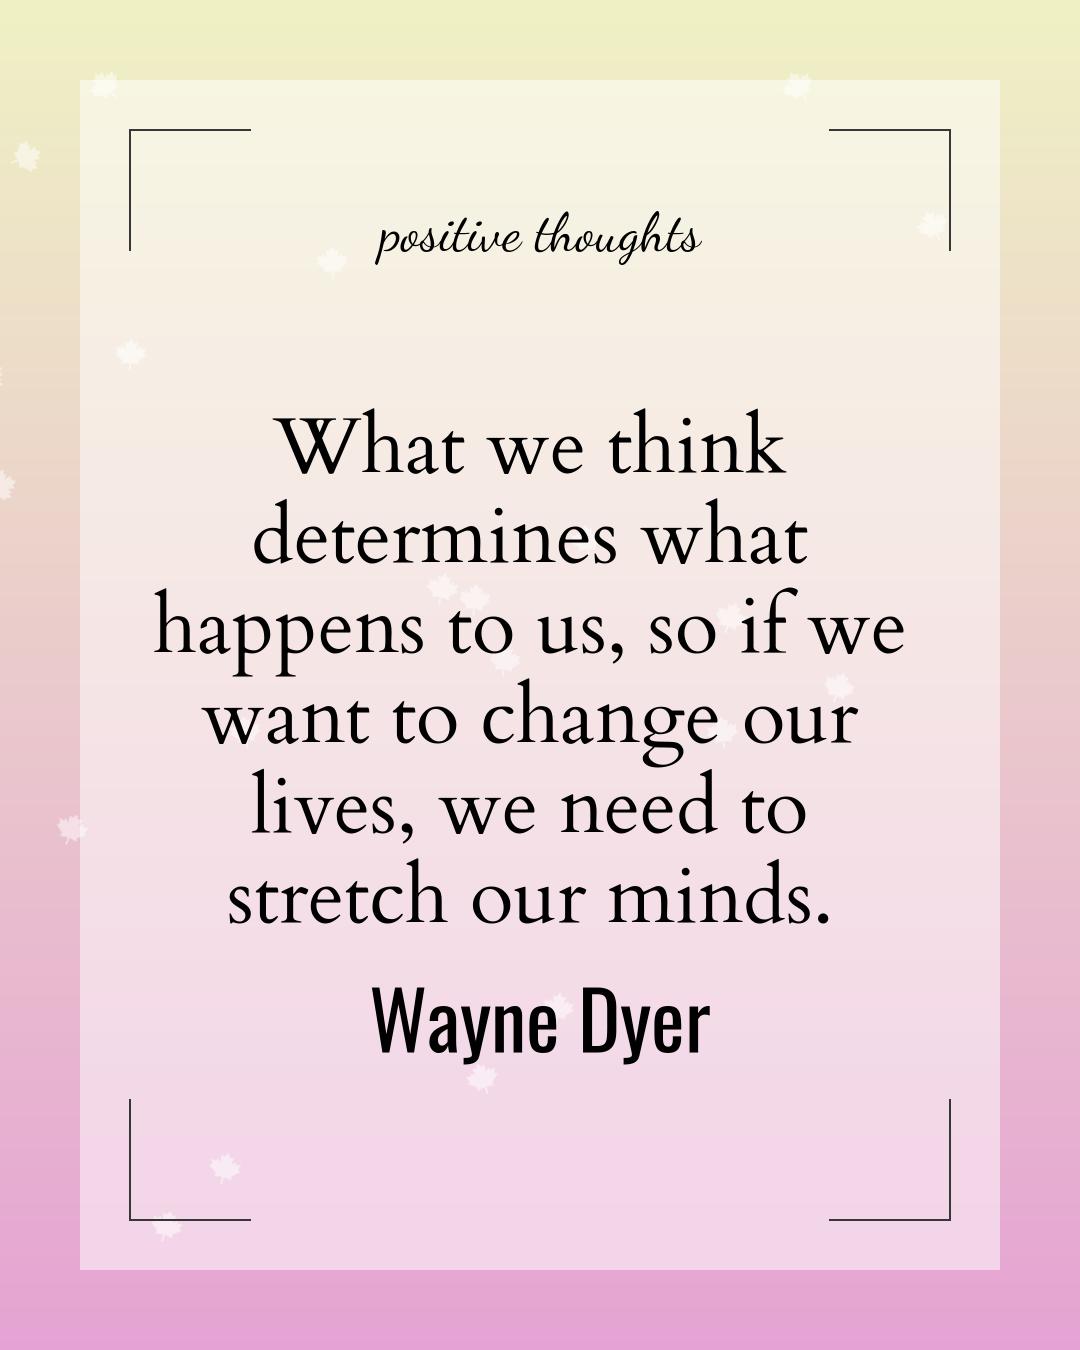 positive thoughts
What we think
determines what
happens to us, so if we
want to change our
lives, we need to
stretch our minds.
Wayne Dyer